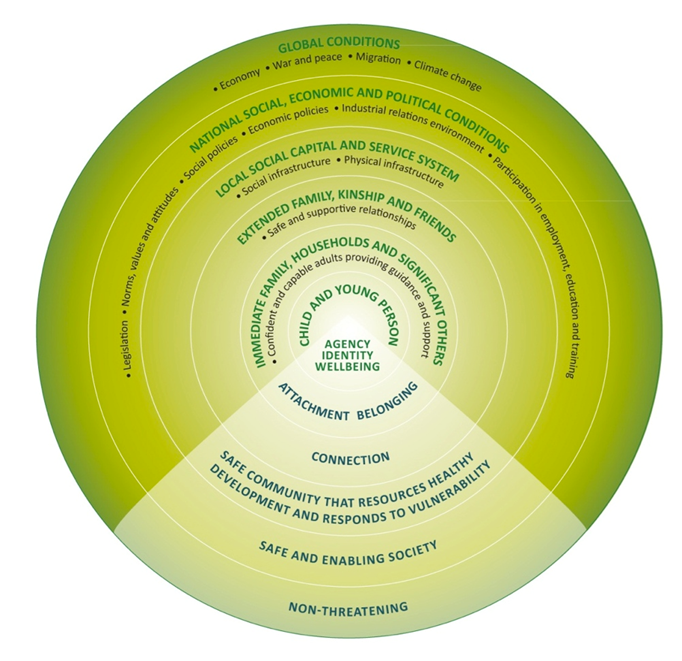 GLOBAL CONDITIONS
• Economy • War and peace • Migration • Climate change
NATIONAL SOCIAL, ECONOMIC AND POLITICAL CONDITIONS
• Legislation • Norms, values and attitudes • Social policies • Economic policies • Industrial relations environment • Participation in employment, education and training
LOCAL SOCIAL CAPITAL AND SERVICE SYSTEM
• Social infrastructure • Physical infrastructure
EXTENDED FAMILY, KINSHIP AND FRIENDS
• Safe and supportive relationships
IMMEDIATE FAMILY, HOUSEHOLDS AND SIGNIFICANT OTHERS
• Confident and capable adults providing guidance and support
CHILD AND YOUNG PERSON
AGENCY
IDENTITY
WELLBEING
ATTACHMENT BELONGING
CONNECTION
SAFE COMMUNITY THAT RESOURCES HEALTHY
DEVELOPMENT AND RESPONDS TO VULNERABILITY
SAFE AND ENABLING SOCIETY
NON-THREATENING